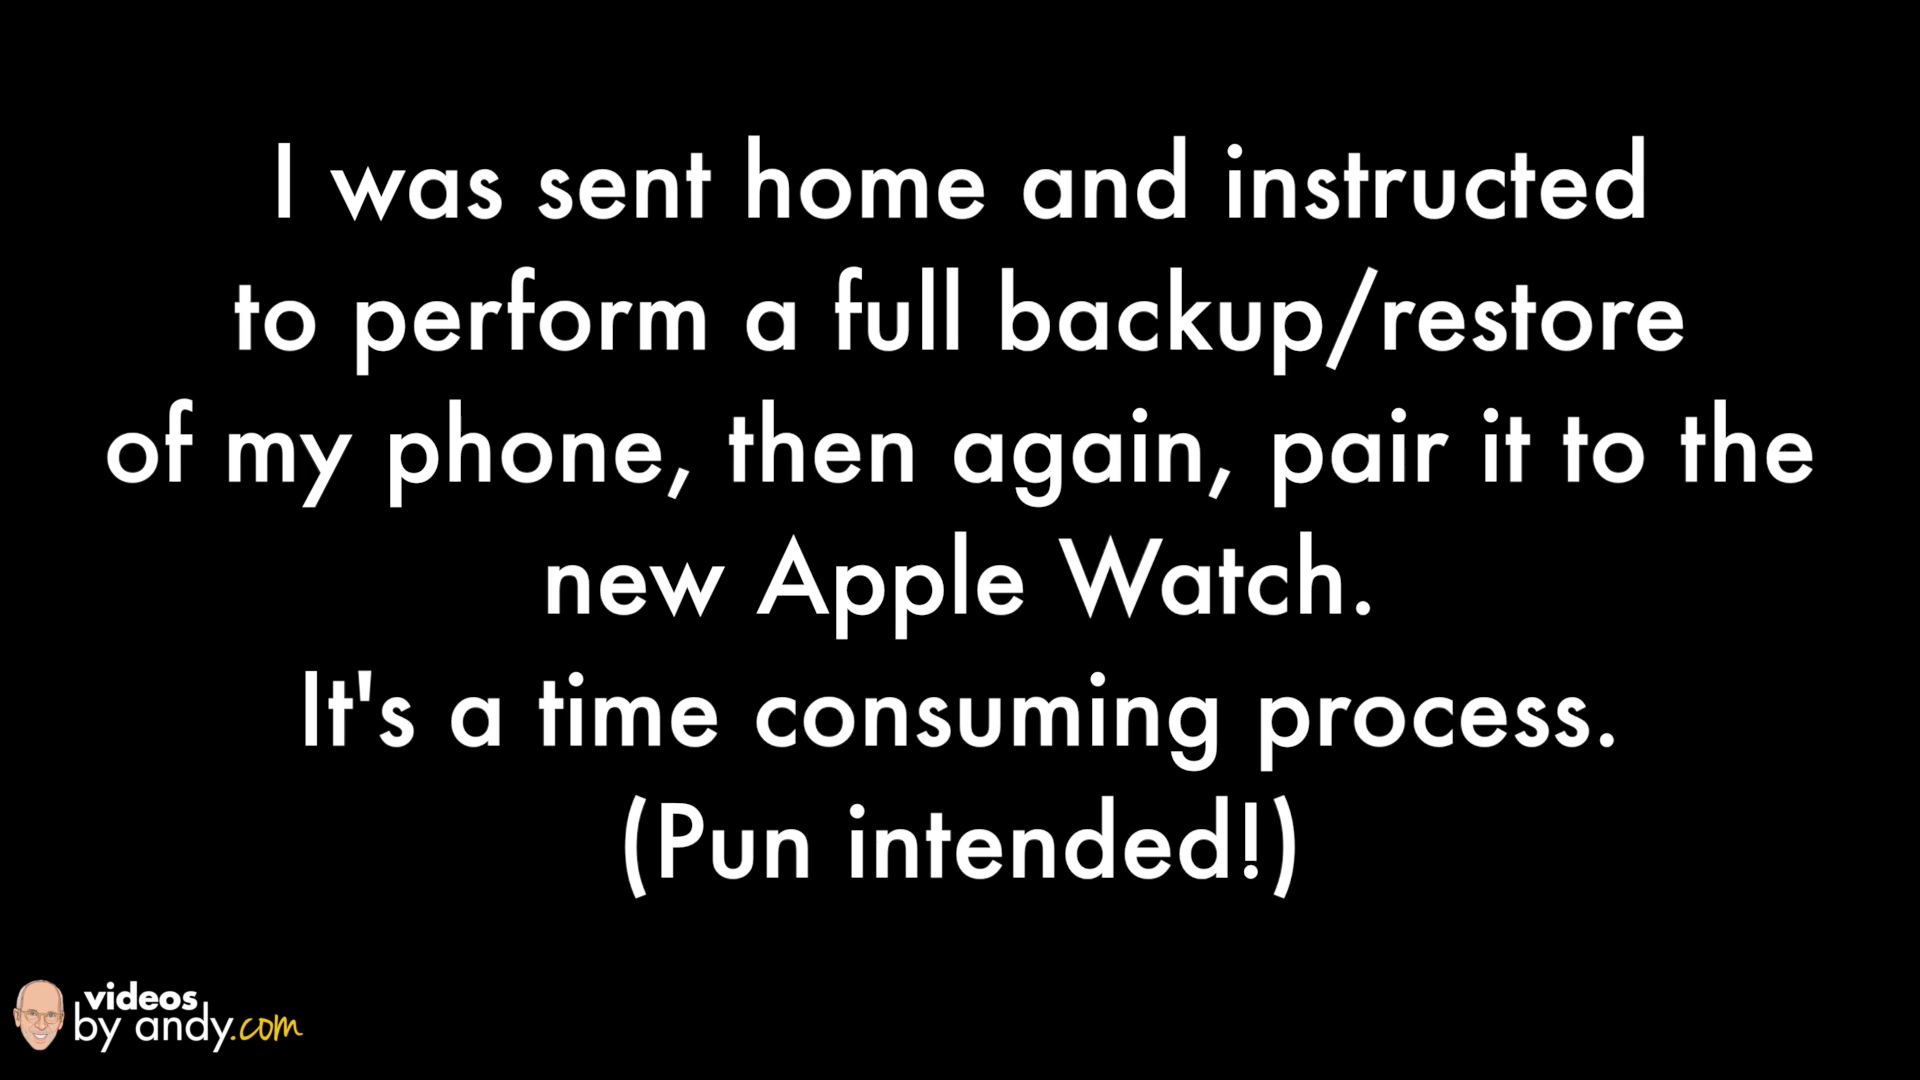 I was sent home and instructed
to perform a full backup/restore
of my phone, then again, pair it to the
new Apple Watch.
It's a time consuming process.
(Pun intended!)
videos
by andy.com